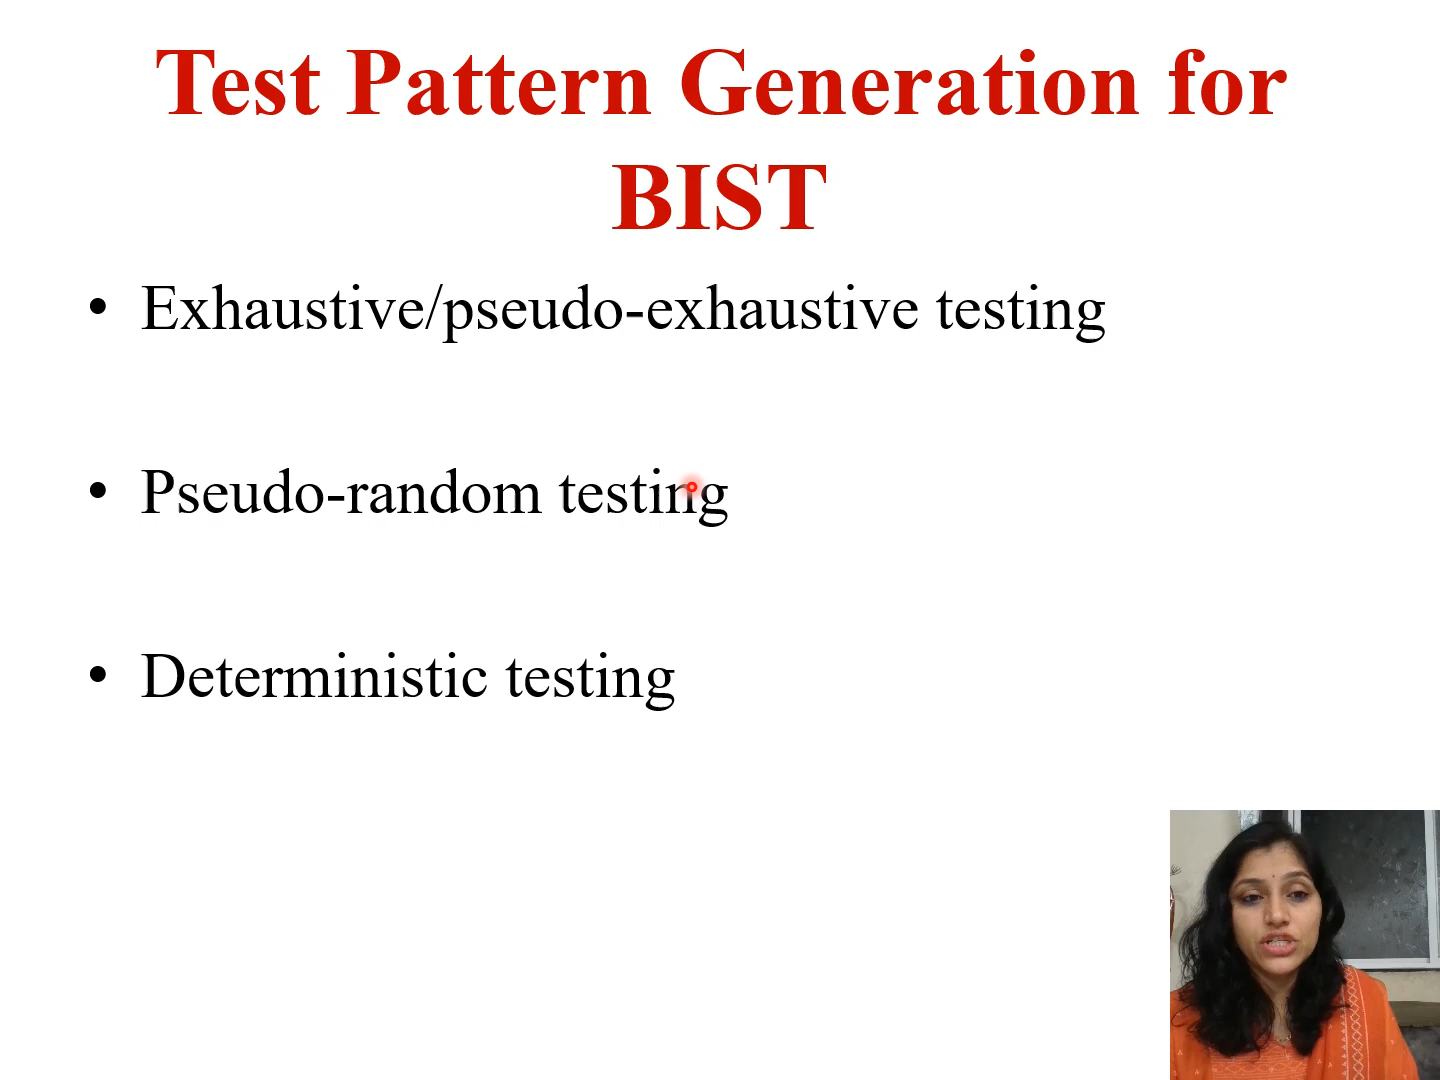 Test Pattern Generation for
BIST
• Exhaustive/pseudo-exhaustive testing
• Pseudo-random testing
• Deterministic testing